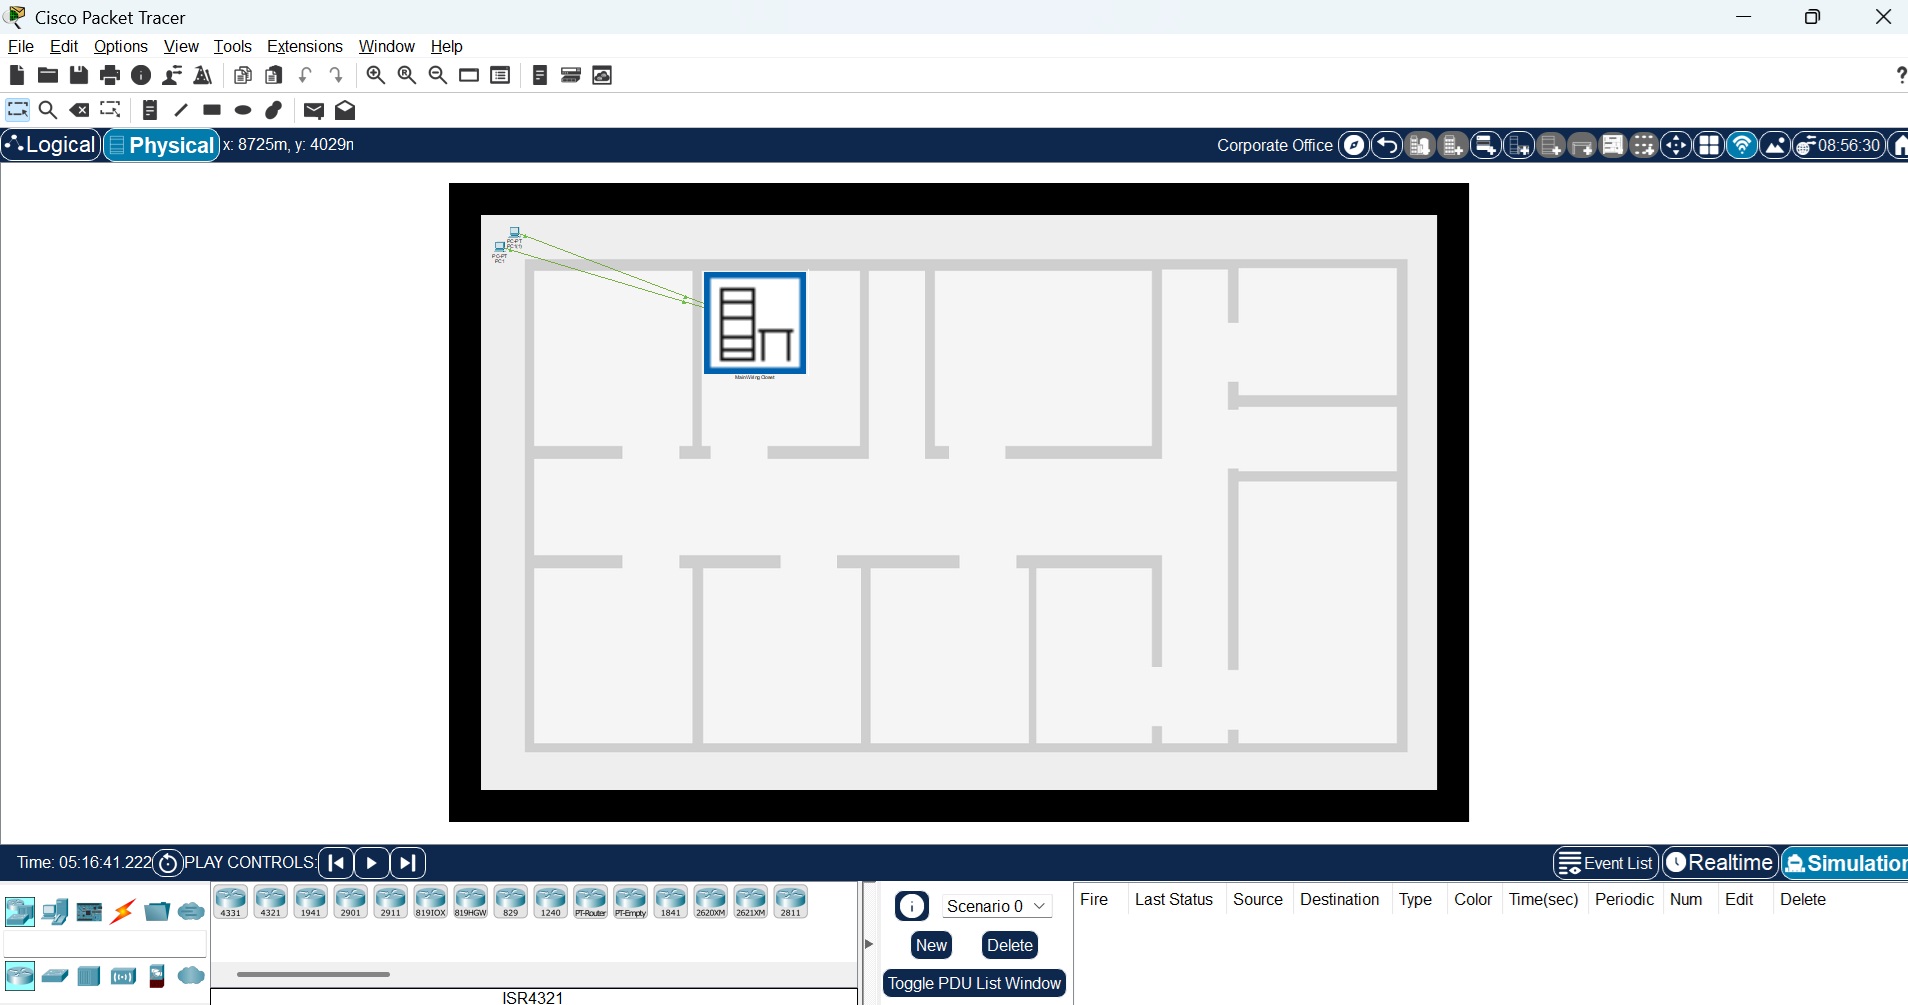 Cisco Packet Tracer
File Edit Options View Tools Extensions Window Help
?
Logical Physical x: 8725m, y: 4029m Corporate Office 08:56:30
PC-PT
PC1(1)
PC-PT
PC1
Main Wiring Closet
Time: 05:16:41.222 PLAY CONTROLS: Event List Realtime Simulation
4331 4321 1941 2901 2911 819IOX 819HGW 829 1240 PT-Router PT-Empty 1841 2620XM 2621XM 2811
Scenario 0
New Delete
Toggle PDU List Window
Fire Last Status Source Destination Type Color Time(sec) Periodic Num Edit Delete
ISR4321